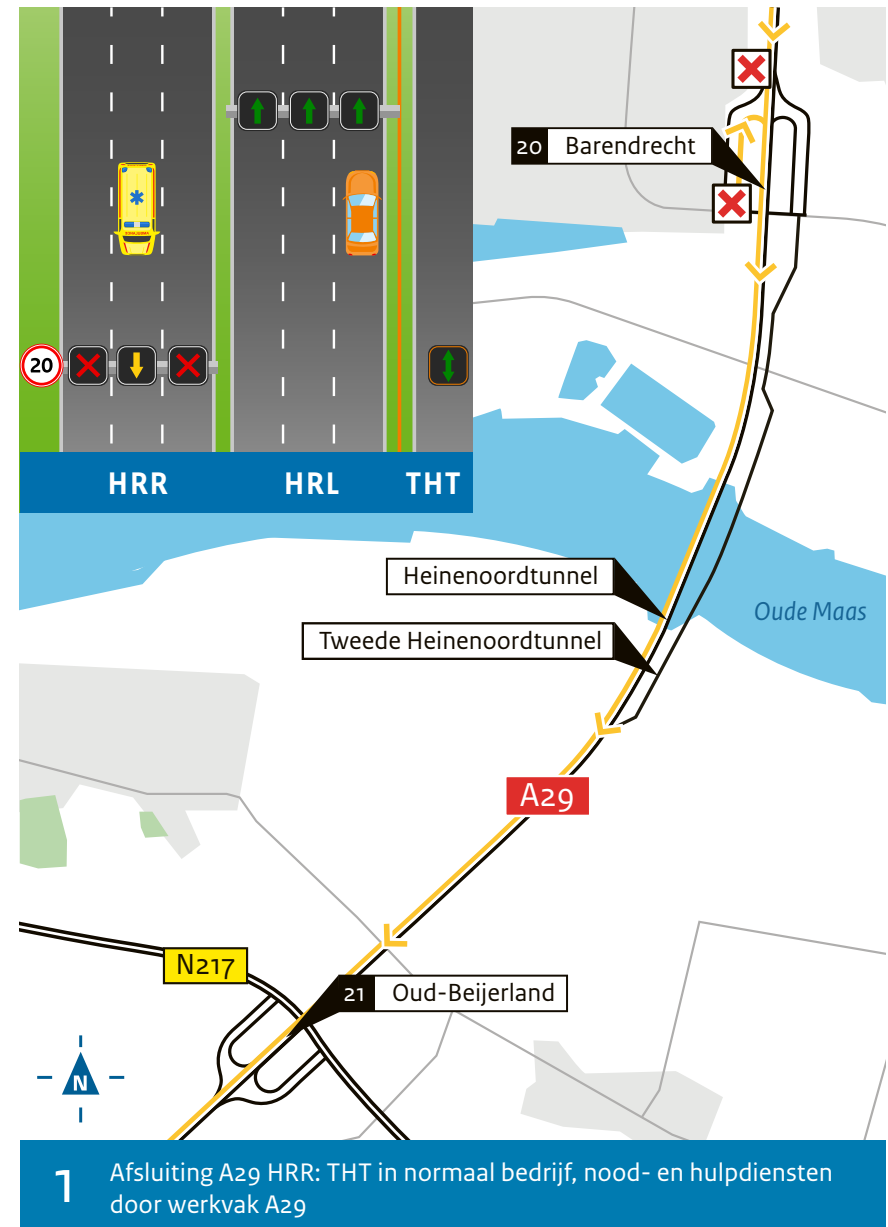 20
HRR HRL THT
20 Barendrecht
Heinenoordtunnel
Oude Maas
Tweede Heinenoordtunnel
A29
N217
21 Oud-Beijerland
N
1 Afsluiting A29 HRR: THT in normaal bedrijf, nood- en hulpdiensten
door werkvak A29